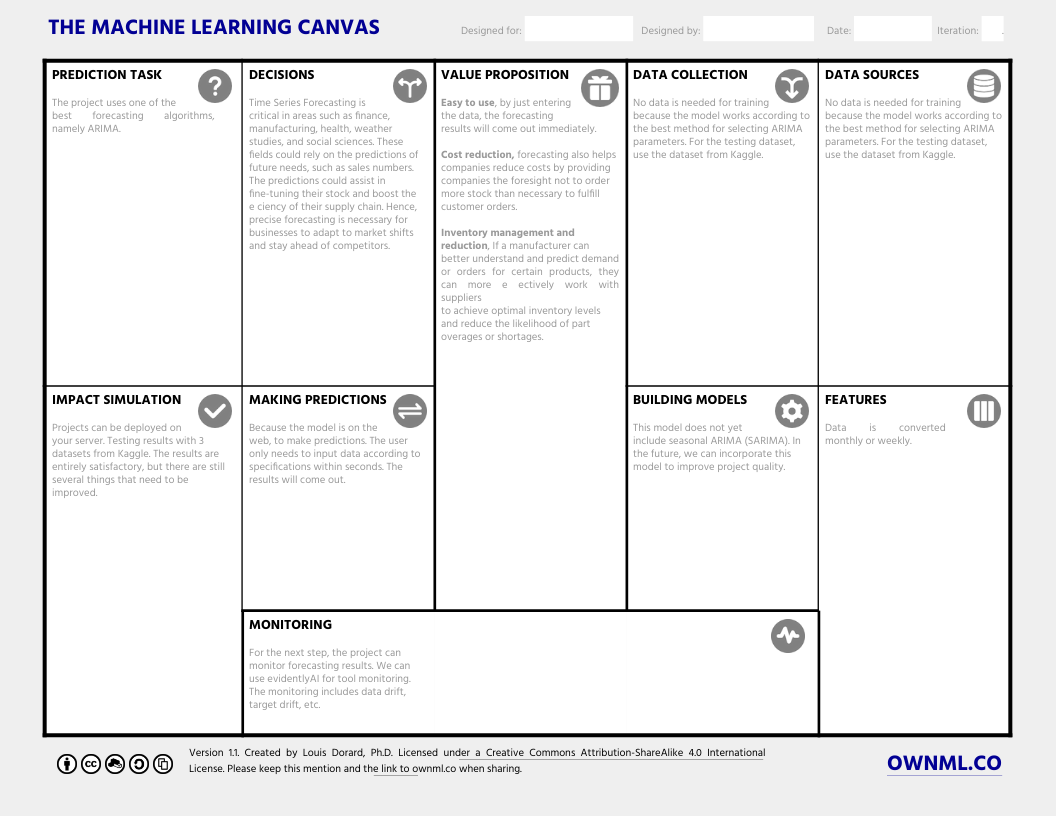 THE MACHINE LEARNING CANVAS
Designed for:
Designed by:
Date:
Iteration: .
PREDICTION TASK
The project uses one of the
best forecasting algorithms,
namely ARIMA.
DECISIONS
Time Series Forecasting is
critical in areas such as finance,
manufacturing, health, weather
studies, and social sciences. These
fields could rely on the predictions of
future needs, such as sales numbers.
The predictions could assist in
fine-tuning their stock and boost the
e ciency of their supply chain. Hence,
precise forecasting is necessary for
businesses to adapt to market shifts
and stay ahead of competitors.
VALUE PROPOSITION
Easy to use, by just entering
the data, the forecasting
results will come out immediately.
Cost reduction, forecasting also helps
companies reduce costs by providing
companies the foresight not to order
more stock than necessary to fulfill
customer orders.
Inventory management and
reduction, If a manufacturer can
better understand and predict demand
or orders for certain products, they
can more e ectively work with
suppliers
to achieve optimal inventory levels
and reduce the likelihood of part
overages or shortages.
DATA COLLECTION
No data is needed for training
because the model works according to
the best method for selecting ARIMA
parameters. For the testing dataset,
use the dataset from Kaggle.
DATA SOURCES
No data is needed for training
because the model works according to
the best method for selecting ARIMA
parameters. For the testing dataset,
use the dataset from Kaggle.
IMPACT SIMULATION
Projects can be deployed on
your server. Testing results with 3
datasets from Kaggle. The results are
entirely satisfactory, but there are still
several things that need to be
improved.
MAKING PREDICTIONS
Because the model is on the
web, to make predictions. The user
only needs to input data according to
specifications within seconds. The
results will come out.
BUILDING MODELS
This model does not yet
include seasonal ARIMA (SARIMA). In
the future, we can incorporate this
model to improve project quality.
FEATURES
Data is converted
monthly or weekly.
MONITORING
For the next step, the project can
monitor forecasting results. We can
use evidentlyAI for tool monitoring.
The monitoring includes data drift,
target drift, etc.
Version 1.1. Created by Louis Dorard, Ph.D. Licensed under a Creative Commons Attribution-ShareAlike 4.0 International
License. Please keep this mention and the link to ownml.co when sharing.
OWNML.CO